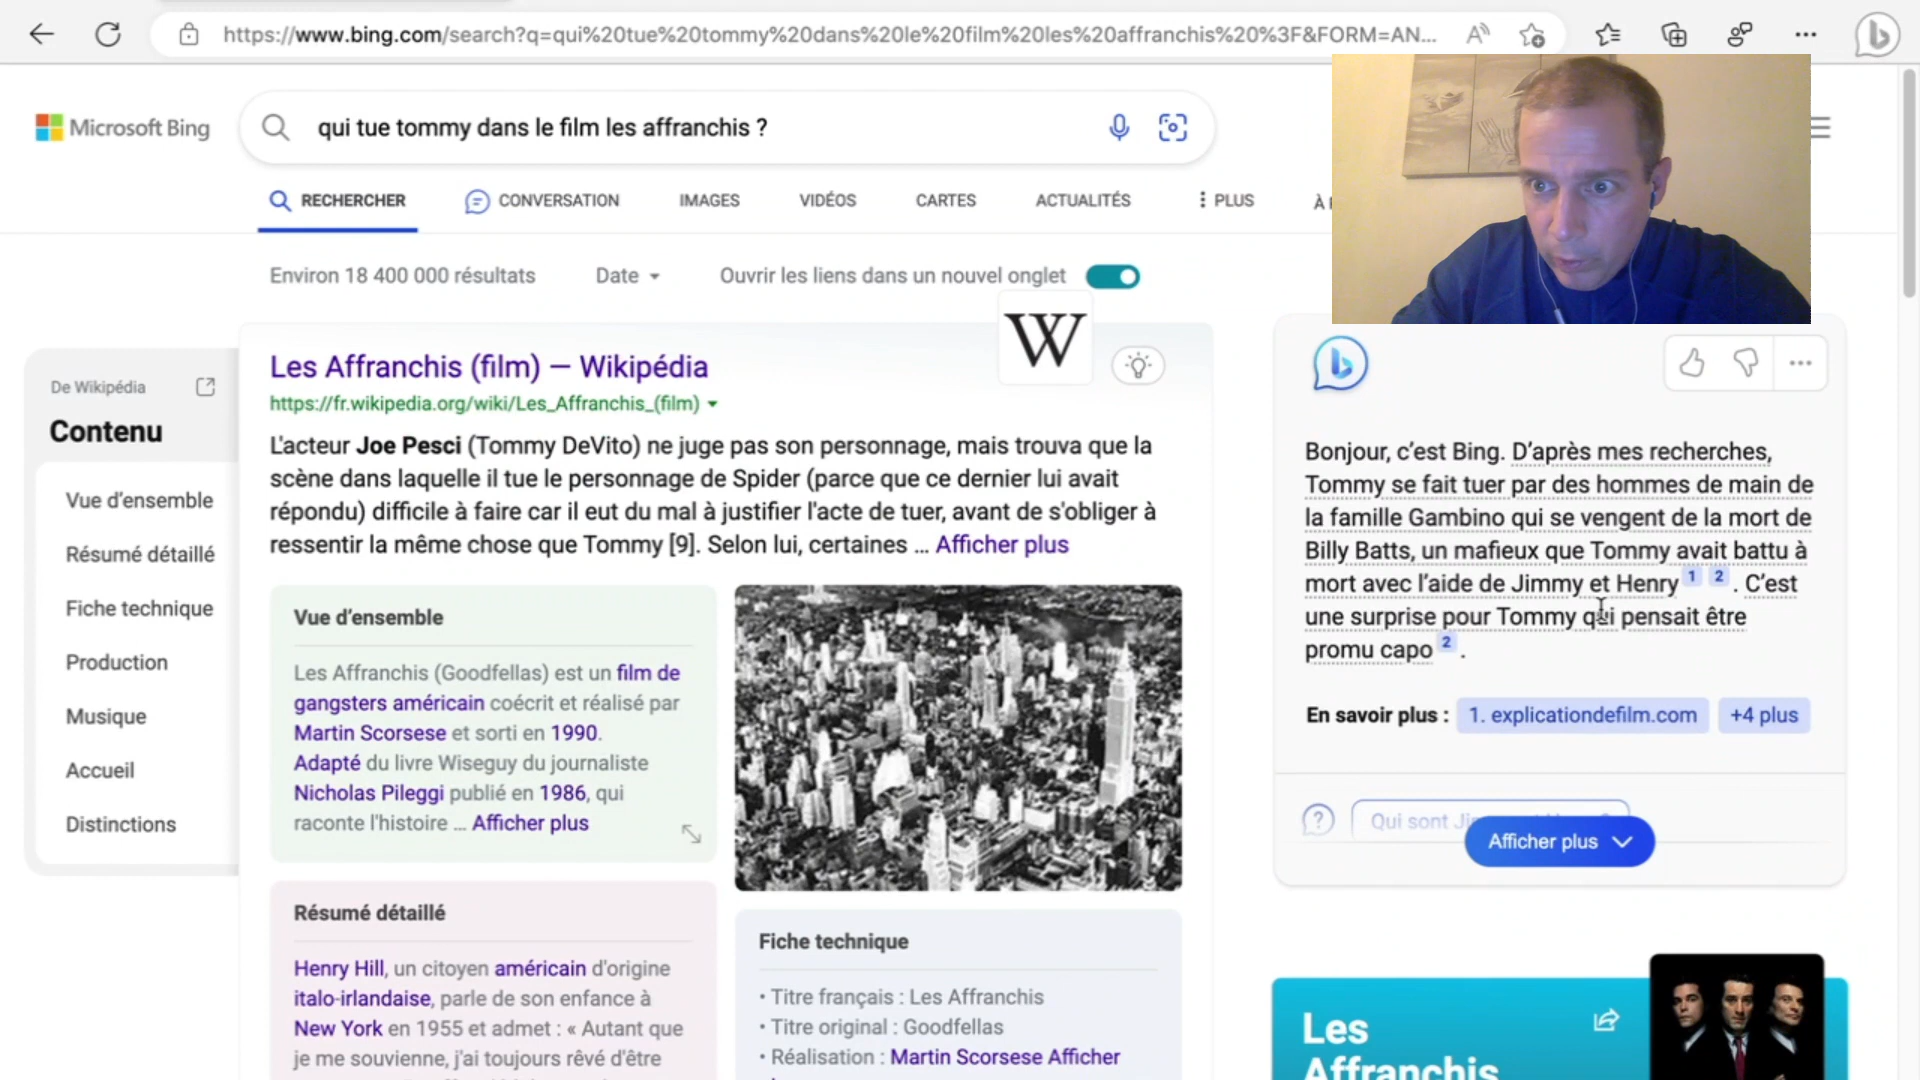 https://www.bing.com/search?q=qui%20tue%20tommy%20dans%20le%20film%20les%20affranchis%20%3F&FORM=AN...
Microsoft Bing
qui tue tommy dans le film les affranchis ?
RECHERCHER
CONVERSATION
IMAGES
VIDÉOS
CARTES
ACTUALITÉS
PLUS
Environ 18 400 000 résultats
Date
Ouvrir les liens dans un nouvel onglet
De Wikipédia
Contenu
Vue d’ensemble
Résumé détaillé
Fiche technique
Production
Musique
Accueil
Distinctions
Les Affranchis (film) — Wikipédia
W
https://fr.wikipedia.org/wiki/Les_Affranchis_(film)
L'acteur Joe Pesci (Tommy DeVito) ne juge pas son personnage, mais trouva que la
scène dans laquelle il tue le personnage de Spider (parce que ce dernier lui avait
répondu) difficile à faire car il eut du mal à justifier l'acte de tuer, avant de s'obliger à
ressentir la même chose que Tommy [9]. Selon lui, certaines ... Afficher plus
Vue d’ensemble
Les Affranchis (Goodfellas) est un film de
gangsters américain coécrit et réalisé par
Martin Scorsese et sorti en 1990.
Adapté du livre Wiseguy du journaliste
Nicholas Pileggi publié en 1986, qui
raconte l'histoire ... Afficher plus
Résumé détaillé
Henry Hill, un citoyen américain d'origine
italo-irlandaise, parle de son enfance à
New York en 1955 et admet : « Autant que
je me souvienne, j'ai toujours rêvé d'être
Fiche technique
• Titre français : Les Affranchis
• Titre original : Goodfellas
• Réalisation : Martin Scorsese Afficher
Bonjour, c’est Bing. D’après mes recherches,
Tommy se fait tuer par des hommes de main de
la famille Gambino qui se vengent de la mort de
Billy Batts, un mafieux que Tommy avait battu à
mort avec l’aide de Jimmy et Henry 1 2 . C’est
une surprise pour Tommy qui pensait être
promu capo 2 .
En savoir plus : 1. explicationdefilm.com +4 plus
Qui sont
Afficher plus
Les
Affranchis